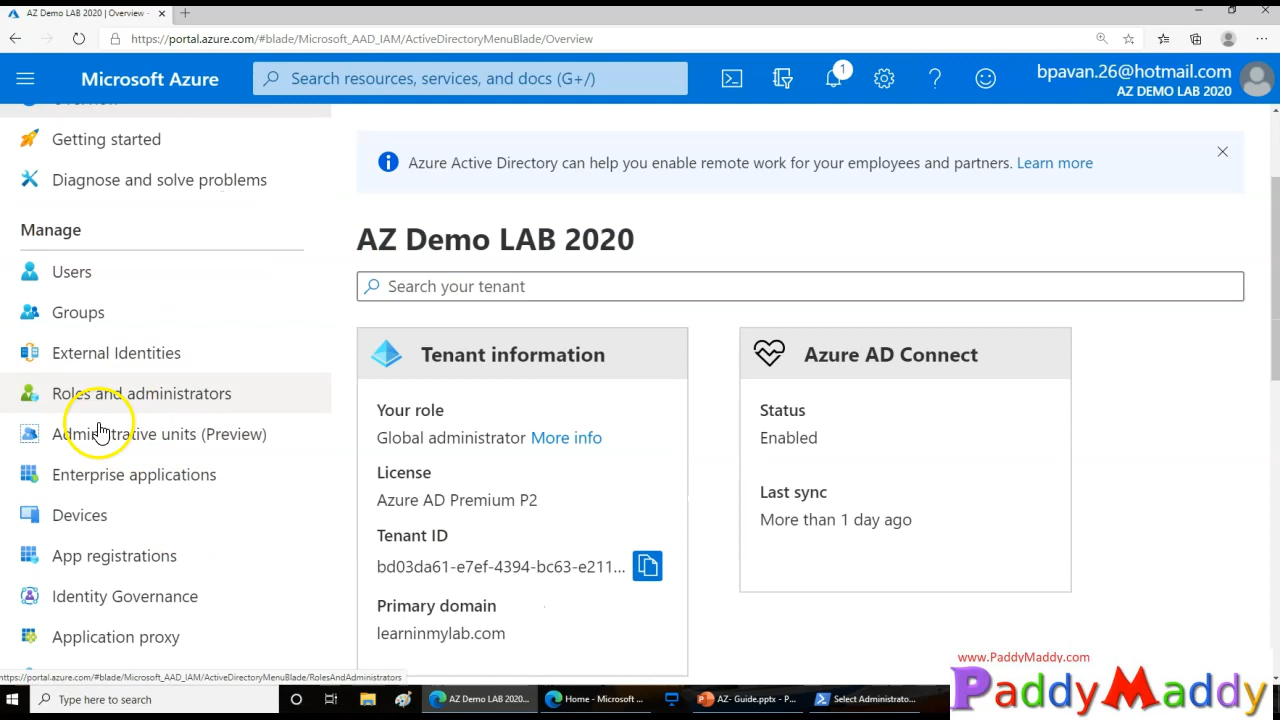 AZ Demo LAB 2020 | Overview -
https://portal.azure.com/#blade/Microsoft_AAD_IAM/ActiveDirectoryMenuBlade/Overview
Microsoft Azure
Search resources, services, and docs (G+/)
1
bpavan.26@hotmail.com
AZ DEMO LAB 2020
Overview
Getting started
Diagnose and solve problems
Manage
Users
Groups
External Identities
Roles and administrators
Administrative units (Preview)
Enterprise applications
Devices
App registrations
Identity Governance
Application proxy
Azure Active Directory can help you enable remote work for your employees and partners. Learn more
AZ Demo LAB 2020
Search your tenant
Tenant information
Your role
Global administrator More info
License
Azure AD Premium P2
Tenant ID
bd03da61-e7ef-4394-bc63-e211...
Primary domain
learninmylab.com
Azure AD Connect
Status
Enabled
Last sync
More than 1 day ago
https://portal.azure.com/#blade/Microsoft_AAD_IAM/ActiveDirectoryMenuBlade/RolesAndAdministrators
www.PaddyMaddy.com
PaddyMaddy
Type here to search
AZ Demo LAB 2020...
Home - Microsoft ...
AZ- Guide.pptx - P...
Select Administrato...